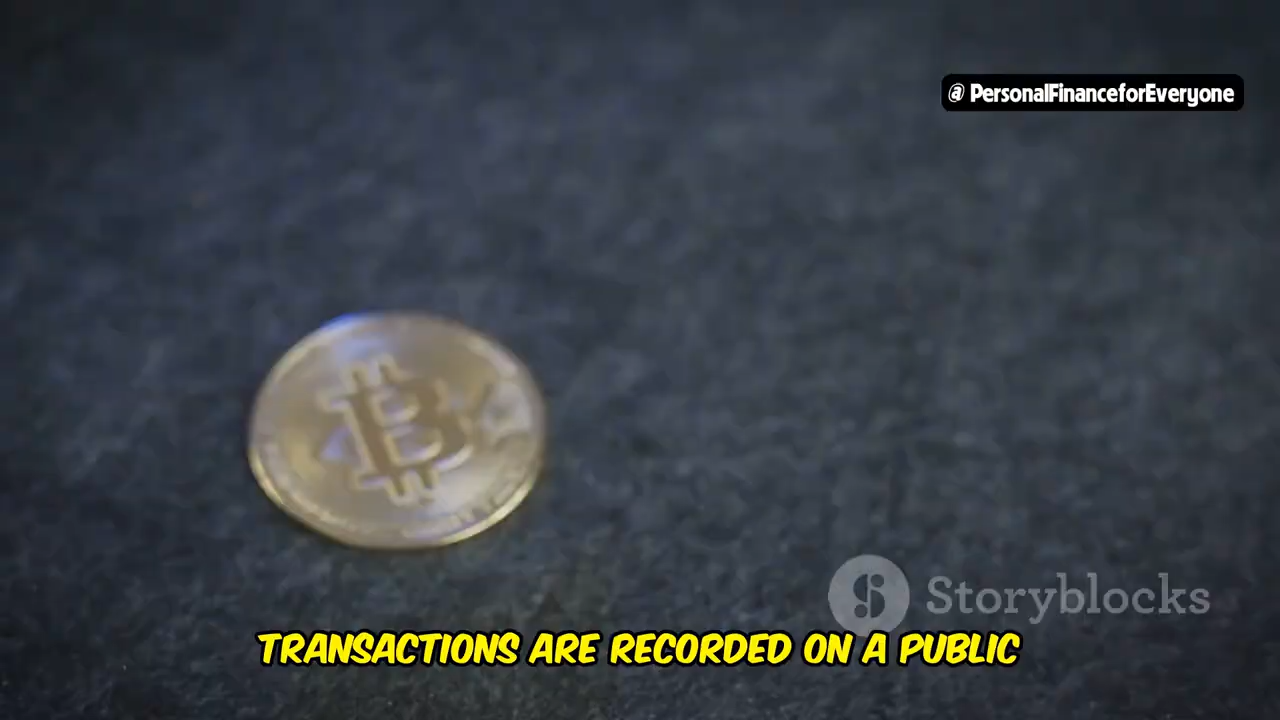 @ PersonalFinanceforEveryone
B
Storyblocks
TRANSACTIONS ARE RECORDED ON A PUBLIC